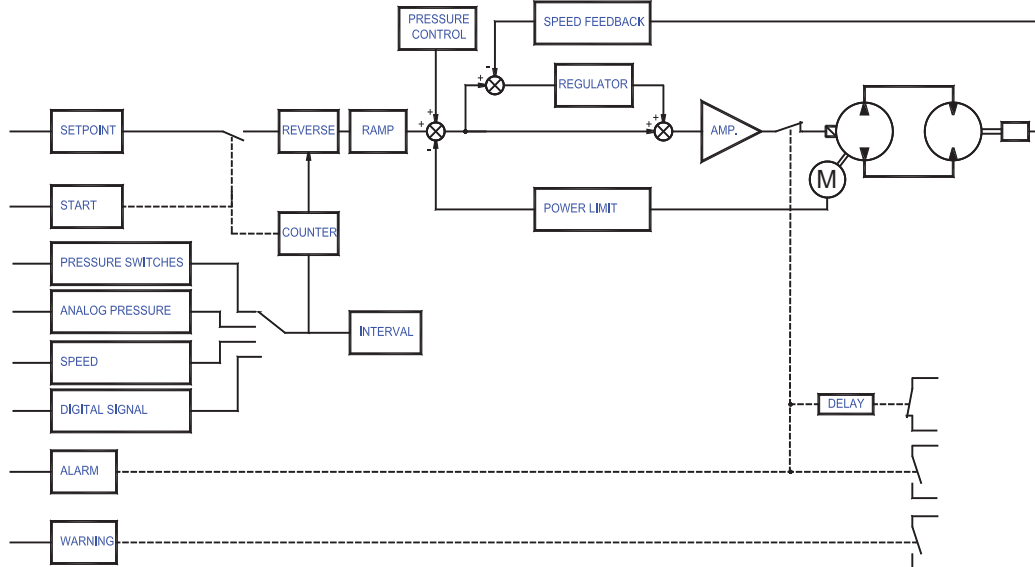 PRESSURE
CONTROL
SPEED FEEDBACK
-
+
REGULATOR
SETPOINT
REVERSE
RAMP
+
+
-
+
+
AMP.
M
START
COUNTER
POWER LIMIT
PRESSURE SWITCHES
ANALOG PRESSURE
INTERVAL
SPEED
DIGITAL SIGNAL
DELAY
ALARM
WARNING